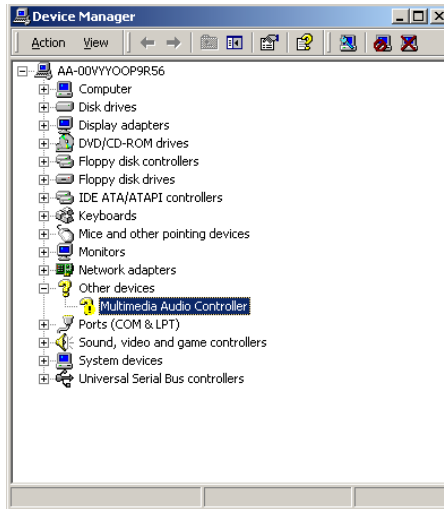 Device Manager
Action View
AA-00VYYOOP9R56
Computer
Disk drives
Display adapters
DVD/CD-ROM drives
Floppy disk controllers
Floppy disk drives
IDE ATA/ATAPI controllers
Keyboards
Mice and other pointing devices
Monitors
Network adapters
Other devices
Multimedia Audio Controller
Ports (COM & LPT)
Sound, video and game controllers
System devices
Universal Serial Bus controllers